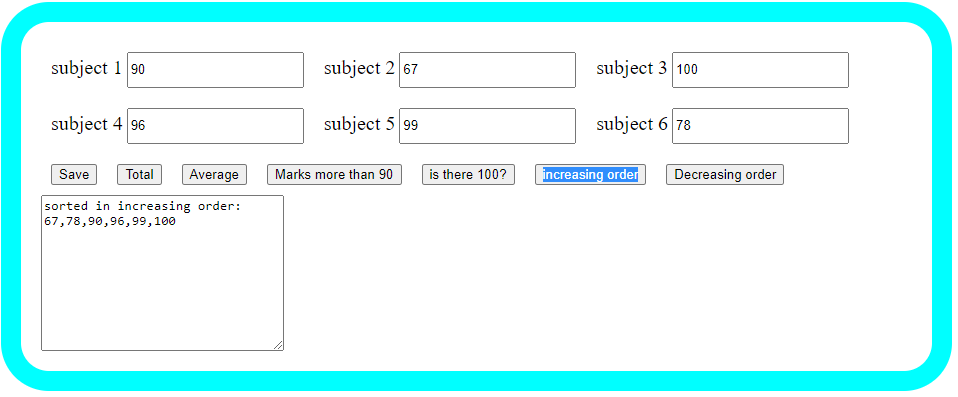 subject 1 90 subject 2 67 subject 3 100
subject 4 96 subject 5 99 subject 6 78
Save Total Average Marks more than 90 is there 100? increasing order Decreasing order
sorted in increasing order:
67,78,90,96,99,100